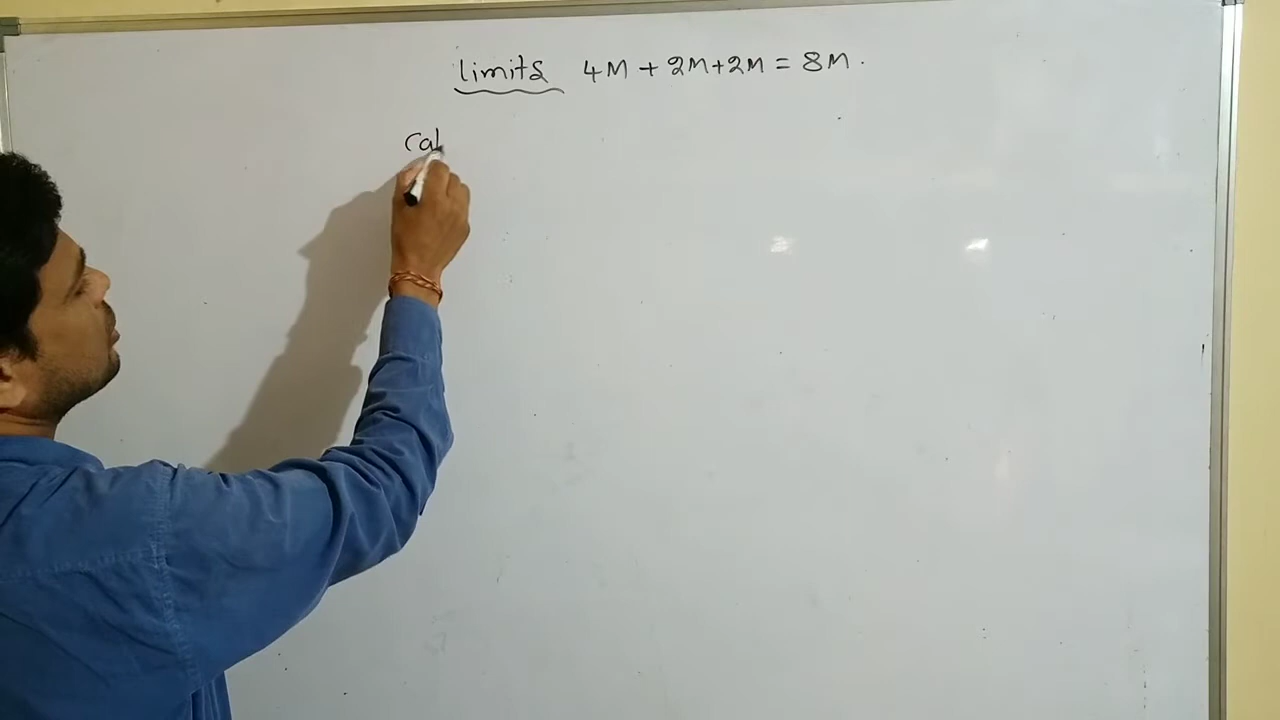 Limits 4M + 2M + 2M = 8M.
Cal